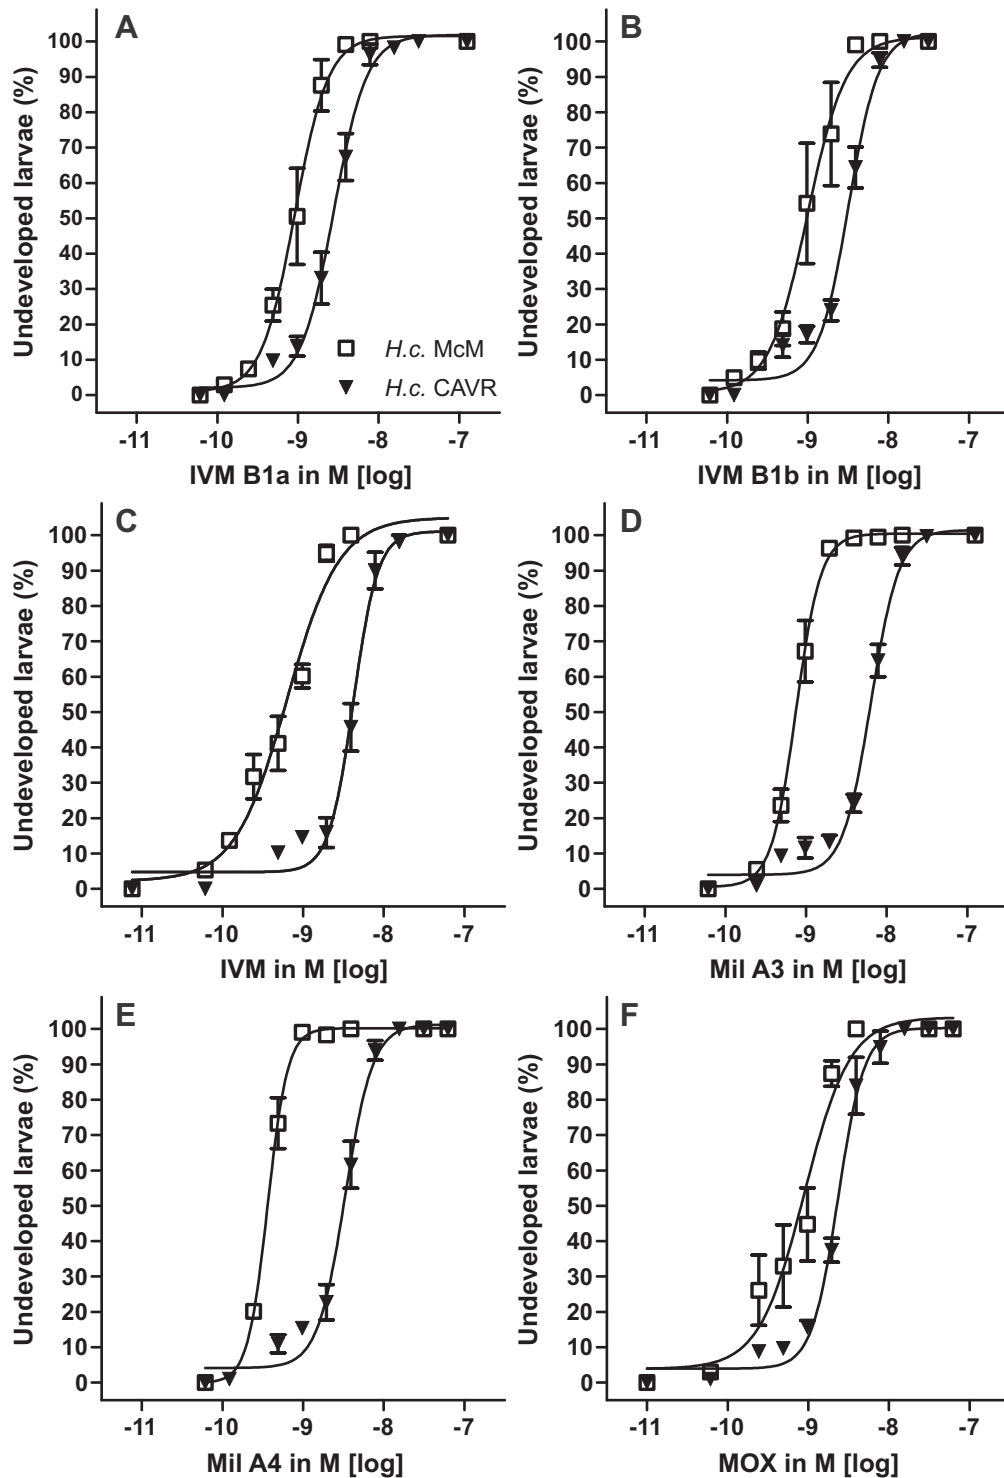 A
B
Undeveloped larvae (%)
100
90
80
70
60
50
40
30
20
10
0
H.c. McM
H.c. CAVR
-11 -10 -9 -8 -7
IVM B1a in M [log]
Undeveloped larvae (%)
100
90
80
70
60
50
40
30
20
10
0
-11 -10 -9 -8 -7
IVM B1b in M [log]
C
D
Undeveloped larvae (%)
100
90
80
70
60
50
40
30
20
10
0
-11 -10 -9 -8 -7
IVM in M [log]
Undeveloped larvae (%)
100
90
80
70
60
50
40
30
20
10
0
-11 -10 -9 -8 -7
Mil A3 in M [log]
E
F
Undeveloped larvae (%)
100
90
80
70
60
50
40
30
20
10
0
-11 -10 -9 -8 -7
Mil A4 in M [log]
Undeveloped larvae (%)
100
90
80
70
60
50
40
30
20
10
0
-11 -10 -9 -8 -7
MOX in M [log]